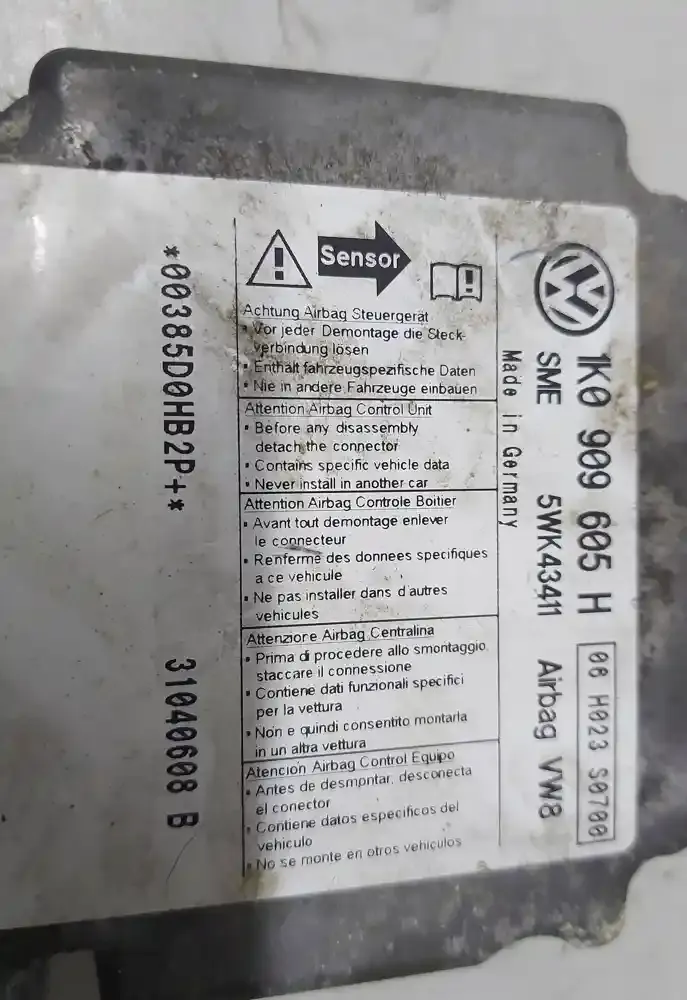 1K0 909 605 H
06 H023 S0700
SME 5WK43411 Airbag VW8
Made in Germany
Sensor
Achtung Airbag Steuergerät
• Vor jeder Demontage die Steck-
verbindung lösen
• Enthält fahrzeugspezifische Daten
• Nie in andere Fahrzeuge einbauen
Attention Airbag Control Unit
• Before any disassembly
detach the connector
• Contains specific vehicle data
• Never install in another car
Attention Airbag Controle Boitier
• Avant tout demontage enlever
le connecteur
• Renferme des donnees specifiques
a ce vehicule
• Ne pas installer dans d'autres
vehicules
Attenziore Airbag Centralina
• Prima di procedere allo smontaggio
staccare il connessione
• Contiene dati funzionali specifici
per la vettura
• Non e quindi consentito montarla
in un altra vettura
Atencion Airbag Control Equipo
• Antes de desmontar, desconecta
el conector
• Contiene datos especificos del
vehiculo
• No se monte en otros vehiculos
*00385D0HB2P+*
31040608 B